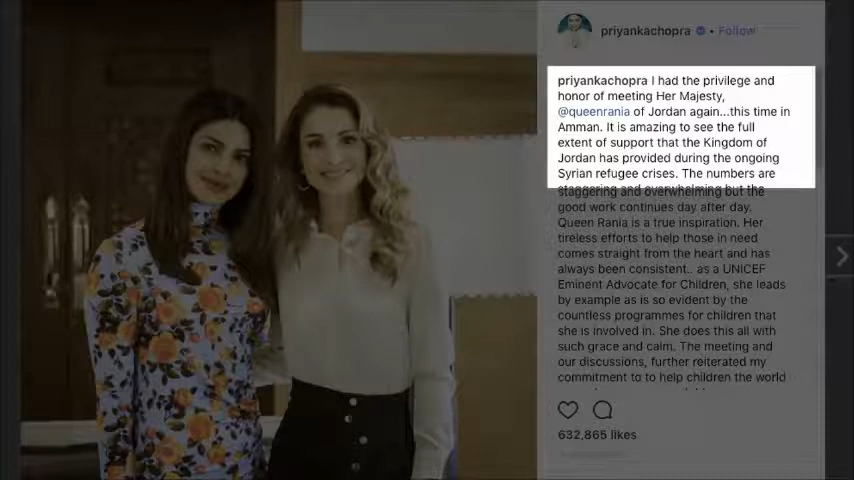 priyankachopra • Follow
priyankachopra I had the privilege and
honor of meeting Her Majesty,
@queenrania of Jordan again...this time in
Amman. It is amazing to see the full
extent of support that the Kingdom of
Jordan has provided during the ongoing
Syrian refugee crises. The numbers are
staggering and overwhelming but the
good work continues day after day.
Queen Rania is a true inspiration. Her
tireless efforts to help those in need
comes straight from the heart and has
always been consistent.. as a UNICEF
Eminent Advocate for Children, she leads
by example as is so evident by the
countless programmes for children that
she is involved in. She does this all with
such grace and calm. The meeting and
our discussions, further reiterated my
commitment to to help children the world
632,865 likes